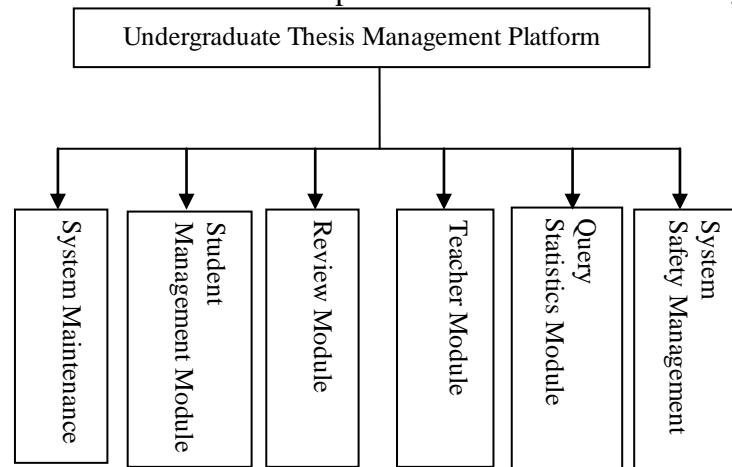 Undergraduate Thesis Management Platform
System Maintenance
Student
Management Module
Review Module
Teacher Module
Query
Statistics Module
System
Safety Management